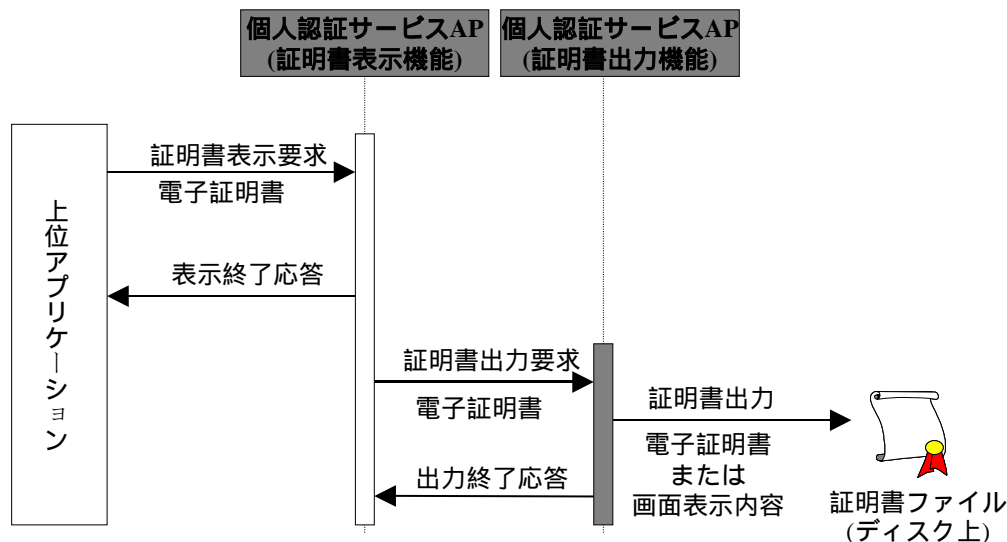 個人認証サービスAP
(証明書表示機能)
個人認証サービスAP
(証明書出力機能)
上位アプリケーション
証明書表示要求
電子証明書
表示終了応答
証明書出力要求
電子証明書
出力終了応答
証明書出力
電子証明書
または
画面表示内容
証明書ファイル
(ディスク上)